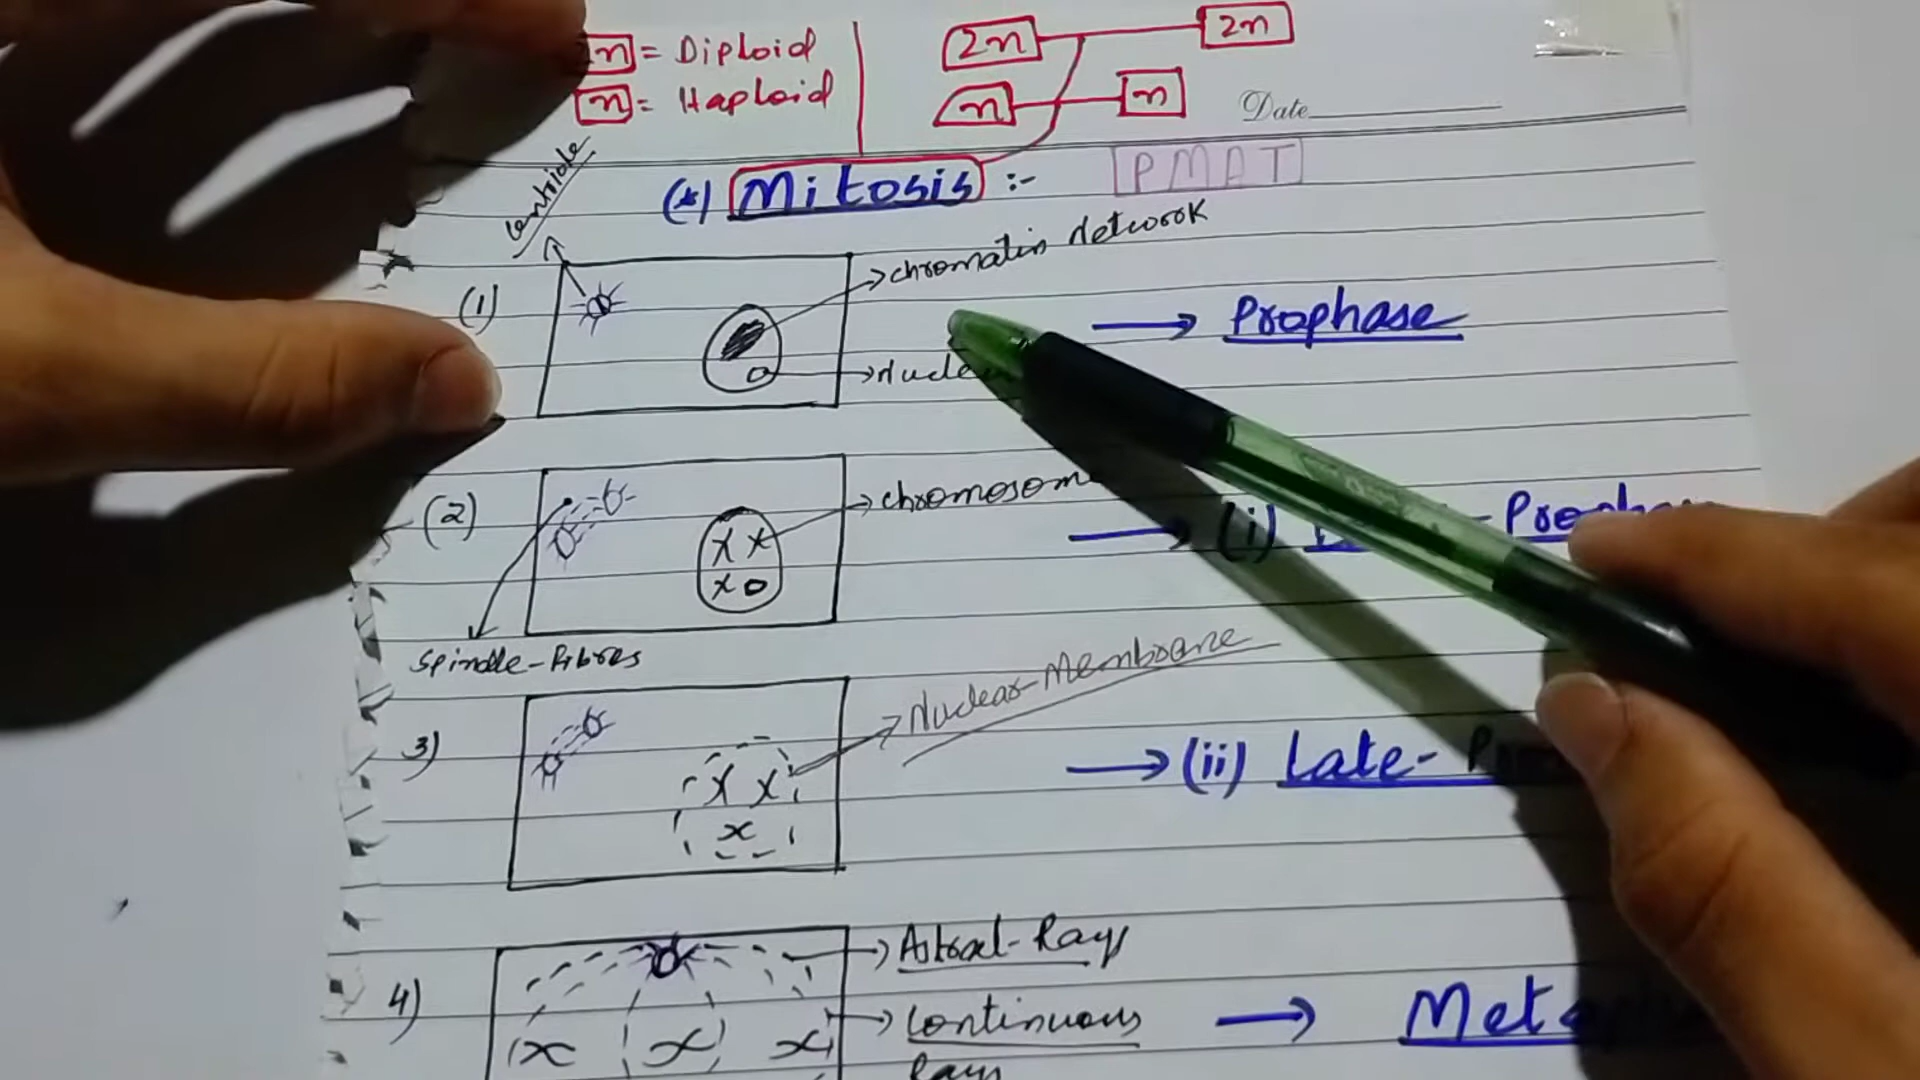 2n = Diploid
n = Haploid
2n 2n
n n
Date
(*) Mitosis :- PMAT
Centriole
(1) → chromatin Network
→ Prophase
(2)
→ (i)
Spindle-Fibres
3) → Nuclear-Membrane
→ (ii) Late-
4) → Astral-Rays
→ Continuous
Rays
→